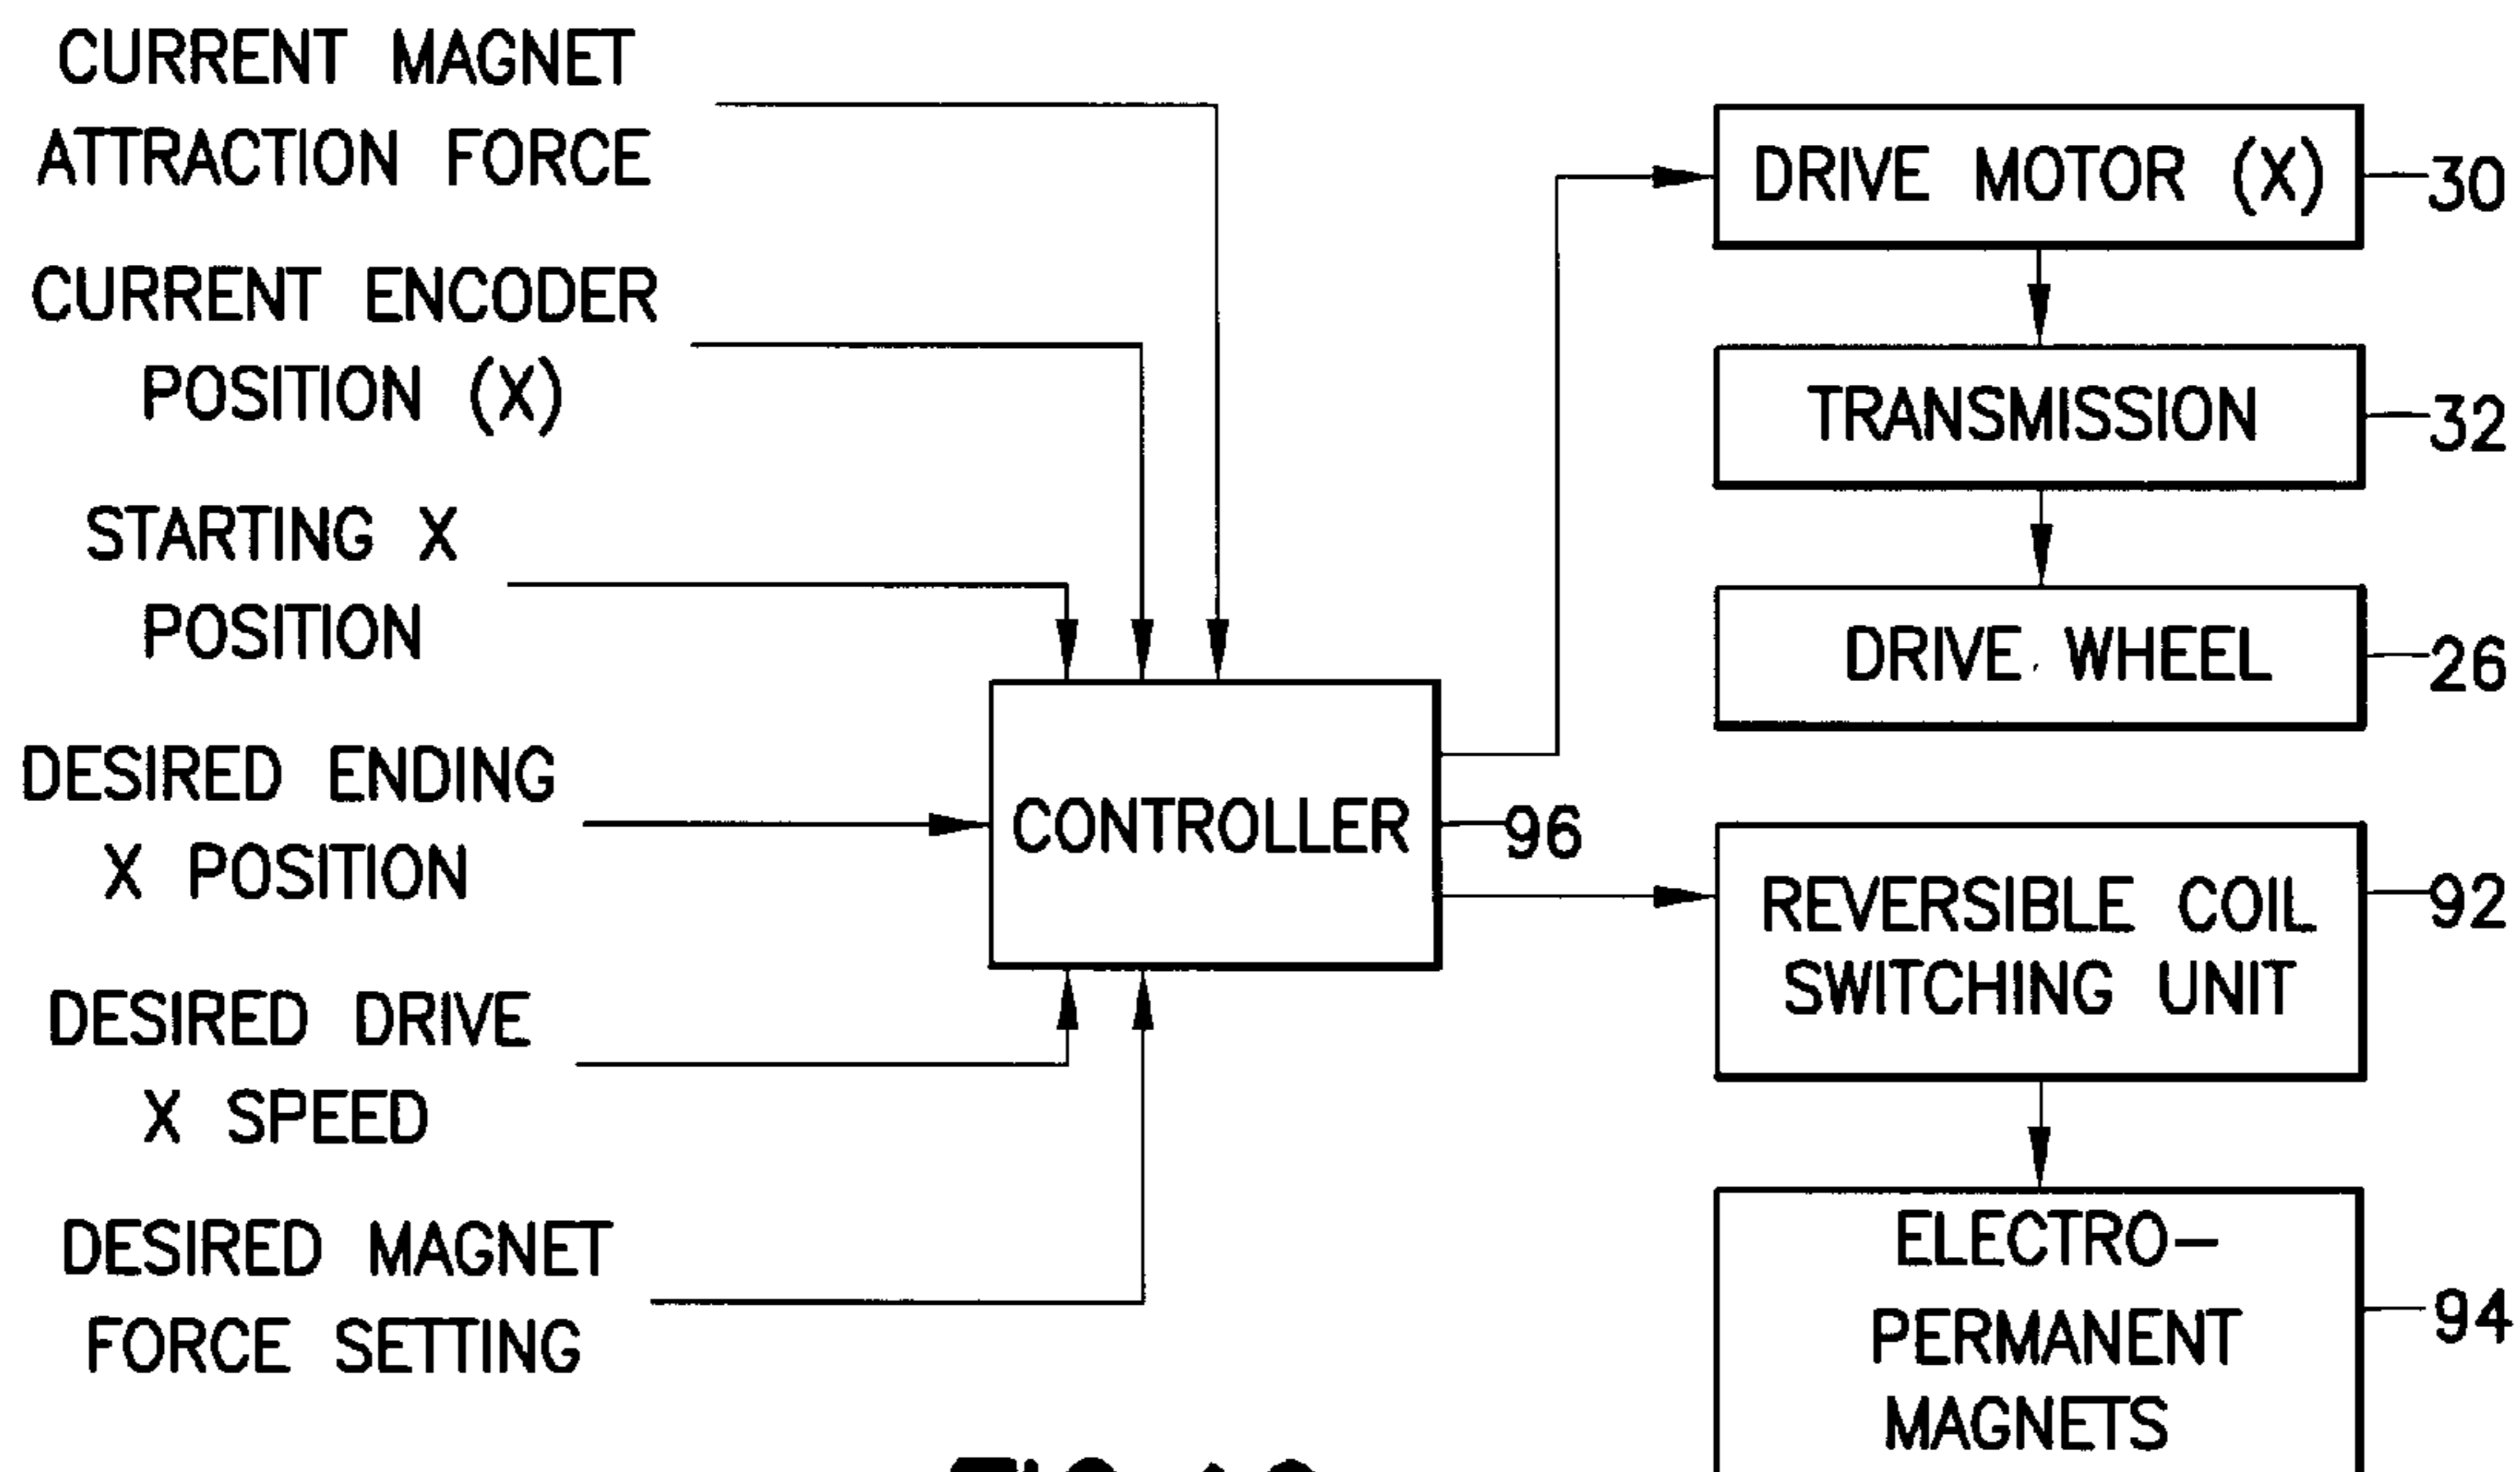 CURRENT MAGNET
ATTRACTION FORCE
CURRENT ENCODER
POSITION (X)
STARTING X
POSITION
DESIRED ENDING
X POSITION
DESIRED DRIVE
X SPEED
DESIRED MAGNET
FORCE SETTING
CONTROLLER
96
DRIVE MOTOR (X)
30
TRANSMISSION
32
DRIVE WHEEL
26
REVERSIBLE COIL
SWITCHING UNIT
92
ELECTRO-
PERMANENT
MAGNETS
94